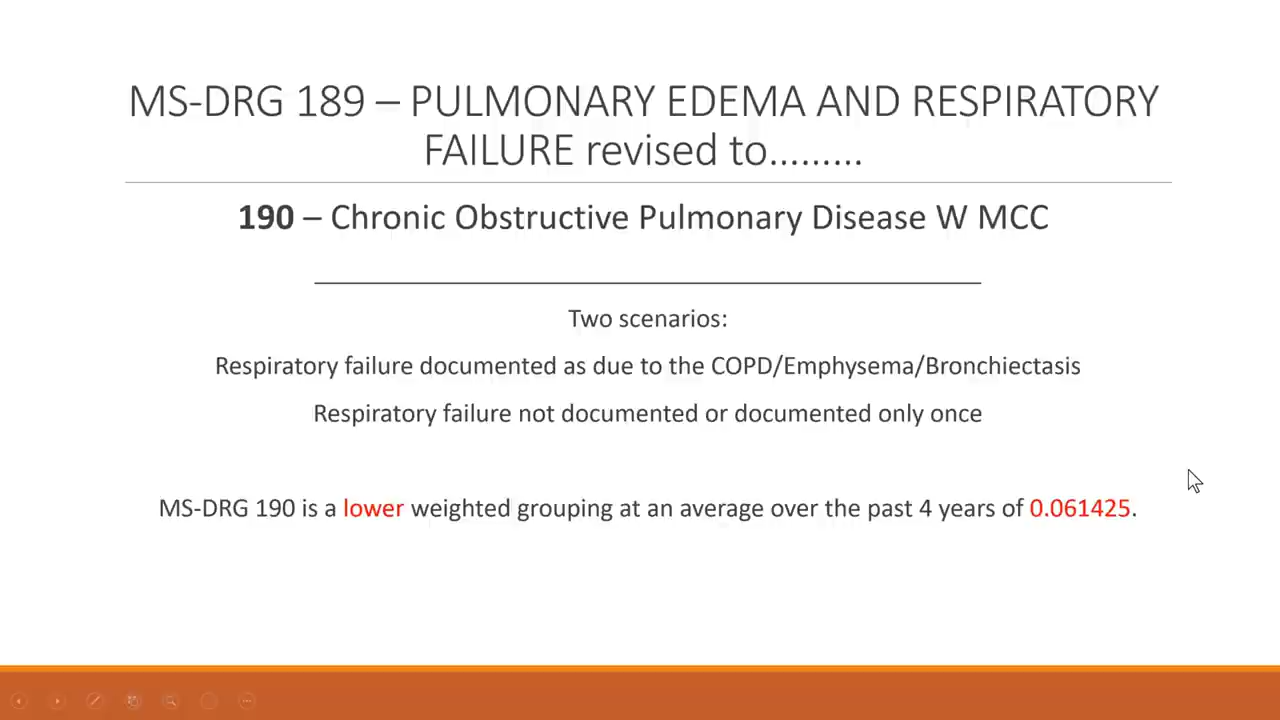 MS-DRG 189 – PULMONARY EDEMA AND RESPIRATORY
FAILURE revised to.........
190 – Chronic Obstructive Pulmonary Disease W MCC
Two scenarios:
Respiratory failure documented as due to the COPD/Emphysema/Bronchiectasis
Respiratory failure not documented or documented only once
MS-DRG 190 is a lower weighted grouping at an average over the past 4 years of 0.061425.